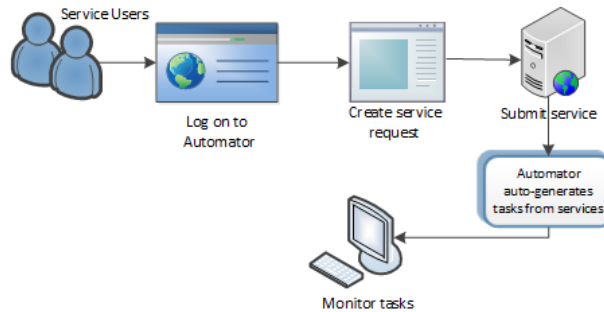 Service Users
Log on to
Automator
Create service
request
Submit service
Automator
auto-generates
tasks from services
Monitor tasks